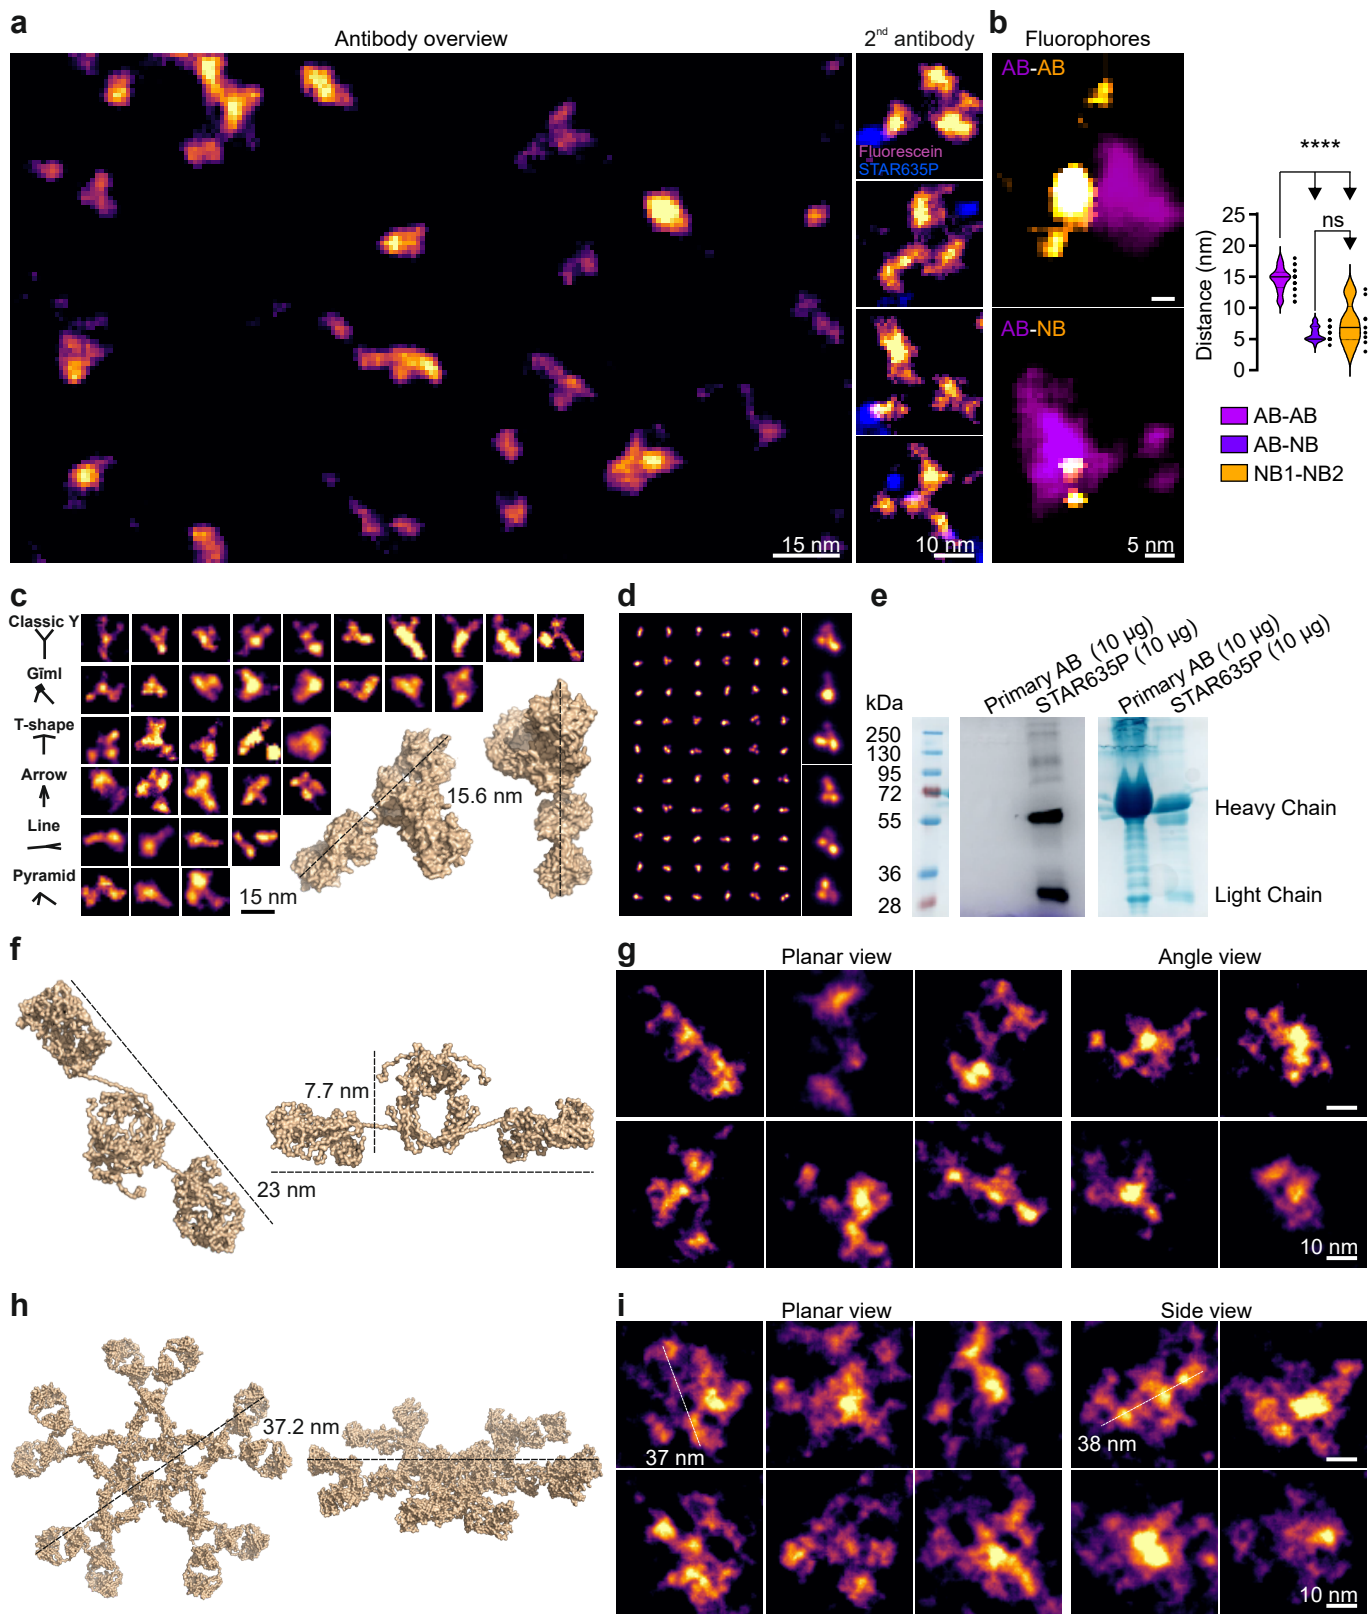 a
Antibody overview
2nd antibody
b
Fluorophores
15 nm
Fluorescein
STAR635P
10 nm
AB-AB
AB-NB
5 nm
****
ns
Distance (nm)
25
20
15
10
5
0
AB-AB
AB-NB
NB1-NB2
c
Classic Y
Gīml
T-shape
Arrow
Line
Pyramid
15 nm
15.6 nm
d
e
Primary AB (10 µg)
STAR635P (10 µg)
Primary AB (10 µg)
STAR635P (10 µg)
kDa
250
130
95
72
55
36
28
Heavy Chain
Light Chain
f
7.7 nm
23 nm
g
Planar view
Angle view
10 nm
h
37.2 nm
i
Planar view
Side view
37 nm
38 nm
10 nm